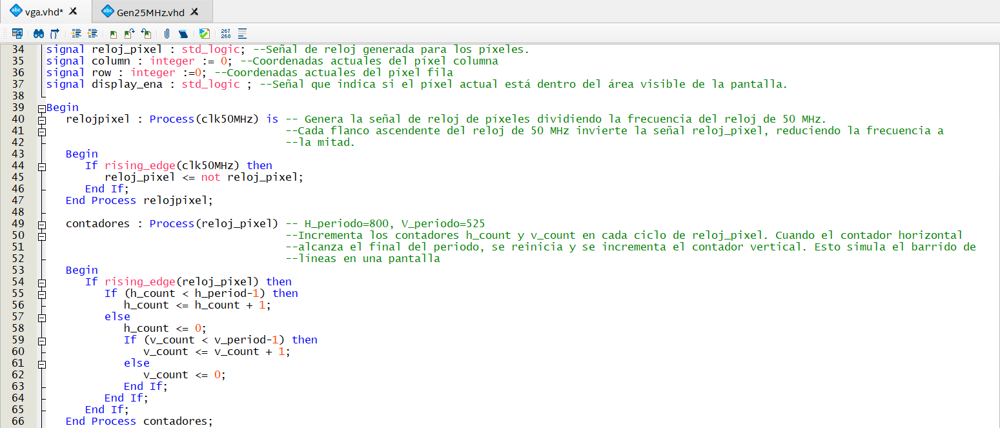 vga.vhd* X Gen25MHz.vhd X
267
268
34 signal reloj_pixel : std_logic; --Señal de reloj generada para los píxeles.
35 signal column : integer := 0; --Coordenadas actuales del píxel columna
36 signal row : integer :=0; --Coordenadas actuales del píxel fila
37 signal display_ena : std_logic ; --Señal que indica si el píxel actual está dentro del área visible de la pantalla.
38
39 Begin
40 relojpixel : Process(clk50MHz) is -- Genera la señal de reloj de píxeles dividiendo la frecuencia del reloj de 50 MHz.
41 --Cada flanco ascendente del reloj de 50 MHz invierte la señal reloj_pixel, reduciendo la frecuencia a
42 --la mitad.
43 Begin
44 If rising_edge(clk50MHz) then
45 reloj_pixel <= not reloj_pixel;
46 End If;
47 End Process relojpixel;
48
49 contadores : Process(reloj_pixel) -- H_periodo=800, V_periodo=525
50 --Incrementa los contadores h_count y v_count en cada ciclo de reloj_pixel. Cuando el contador horizontal
51 --alcanza el final del periodo, se reinicia y se incrementa el contador vertical. Esto simula el barrido de
52 --líneas en una pantalla
53 Begin
54 If rising_edge(reloj_pixel) then
55 If (h_count < h_period-1) then
56 h_count <= h_count + 1;
57 else
58 h_count <= 0;
59 If (v_count < v_period-1) then
60 v_count <= v_count + 1;
61 else
62 v_count <= 0;
63 End If;
64 End If;
65 End If;
66 End Process contadores;